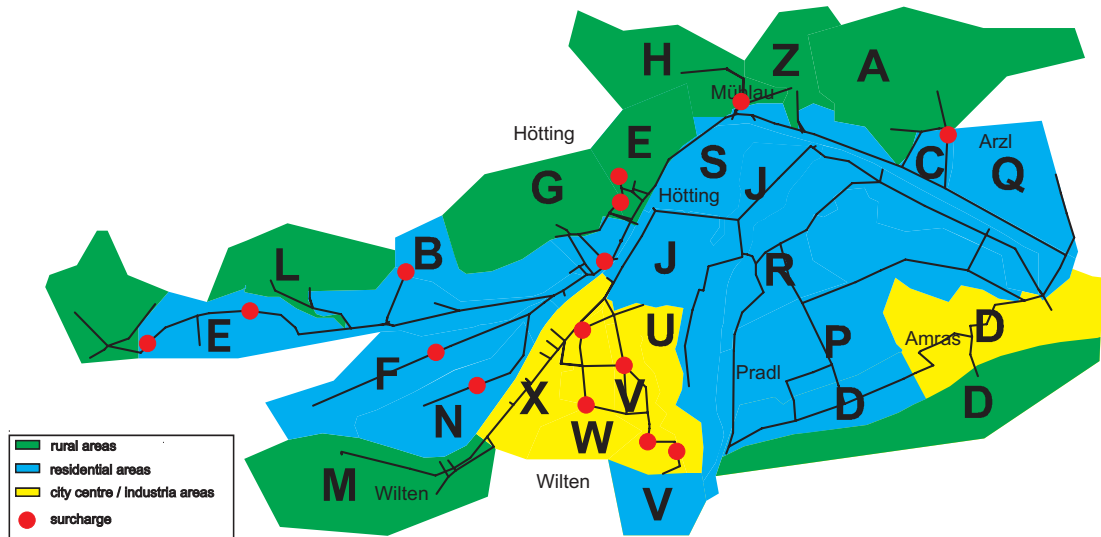 H
Z
A
Mühlau
Hötting
E
S
C
Arzl
Q
G
J
Hötting
B
L
J
R
E
U
D
Amras
P
F
Pradl
X
V
D
D
N
W
rural areas
residential areas
M
Wilten
Wilten
city centre / Industria areas
V
surcharge